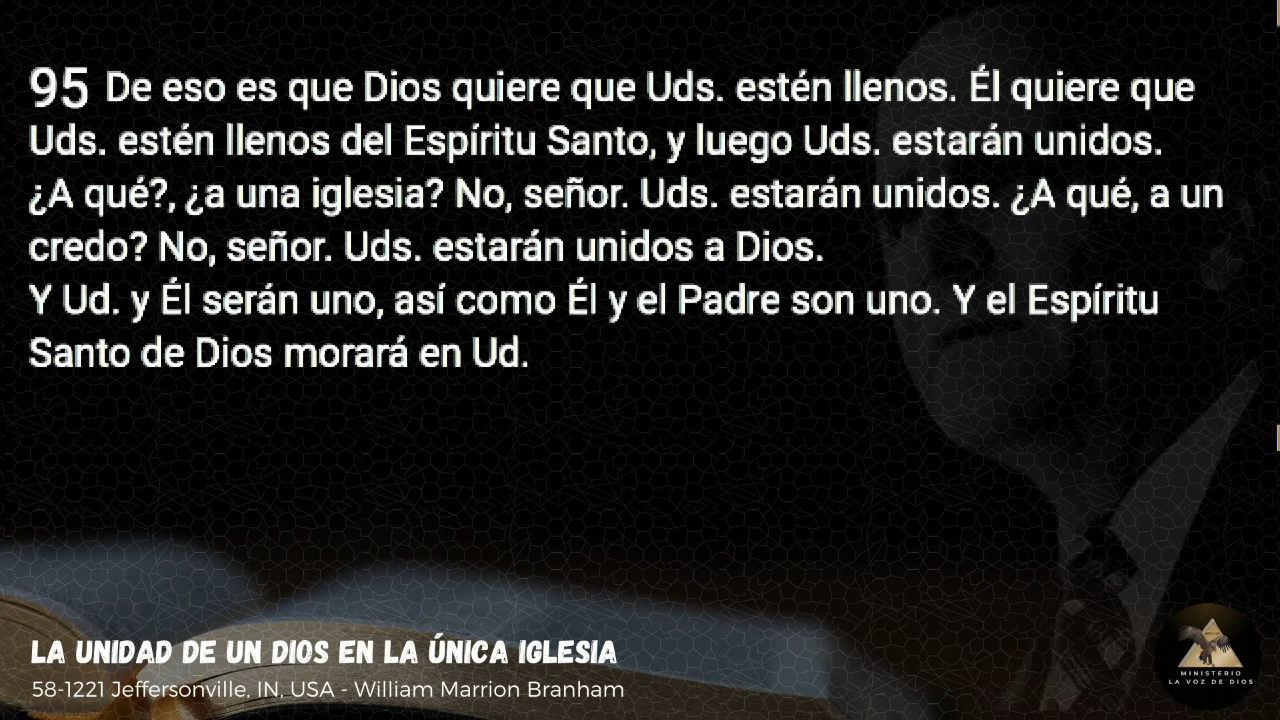 95 De eso es que Dios quiere que Uds. estén llenos. Él quiere que
Uds. estén llenos del Espíritu Santo, y luego Uds. estarán unidos.
¿A qué?, ¿a una iglesia? No, señor. Uds. estarán unidos. ¿A qué, a un
credo? No, señor. Uds. estarán unidos a Dios.
Y Ud. y Él serán uno, así como Él y el Padre son uno. Y el Espíritu
Santo de Dios morará en Ud.
LA UNIDAD DE UN DIOS EN LA ÚNICA IGLESIA
58-1221 Jeffersonville, IN, USA - William Marrion Branham
MINISTERIO
LA VOZ DE DIOS